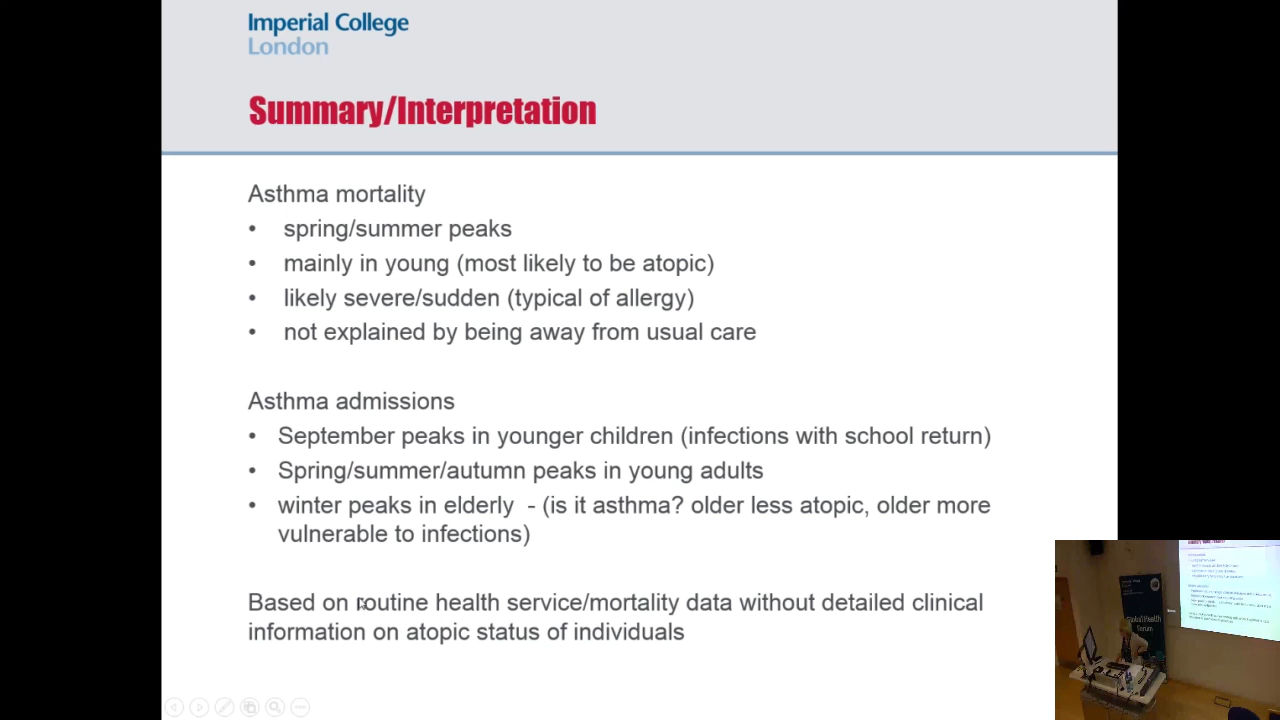 Imperial College
London
Summary/Interpretation
Asthma mortality
• spring/summer peaks
• mainly in young (most likely to be atopic)
• likely severe/sudden (typical of allergy)
• not explained by being away from usual care
Asthma admissions
• September peaks in younger children (infections with school return)
• Spring/summer/autumn peaks in young adults
• winter peaks in elderly - (is it asthma? older less atopic, older more
vulnerable to infections)
Based on routine health service/mortality data without detailed clinical
information on atopic status of individuals
Global Health
Forum